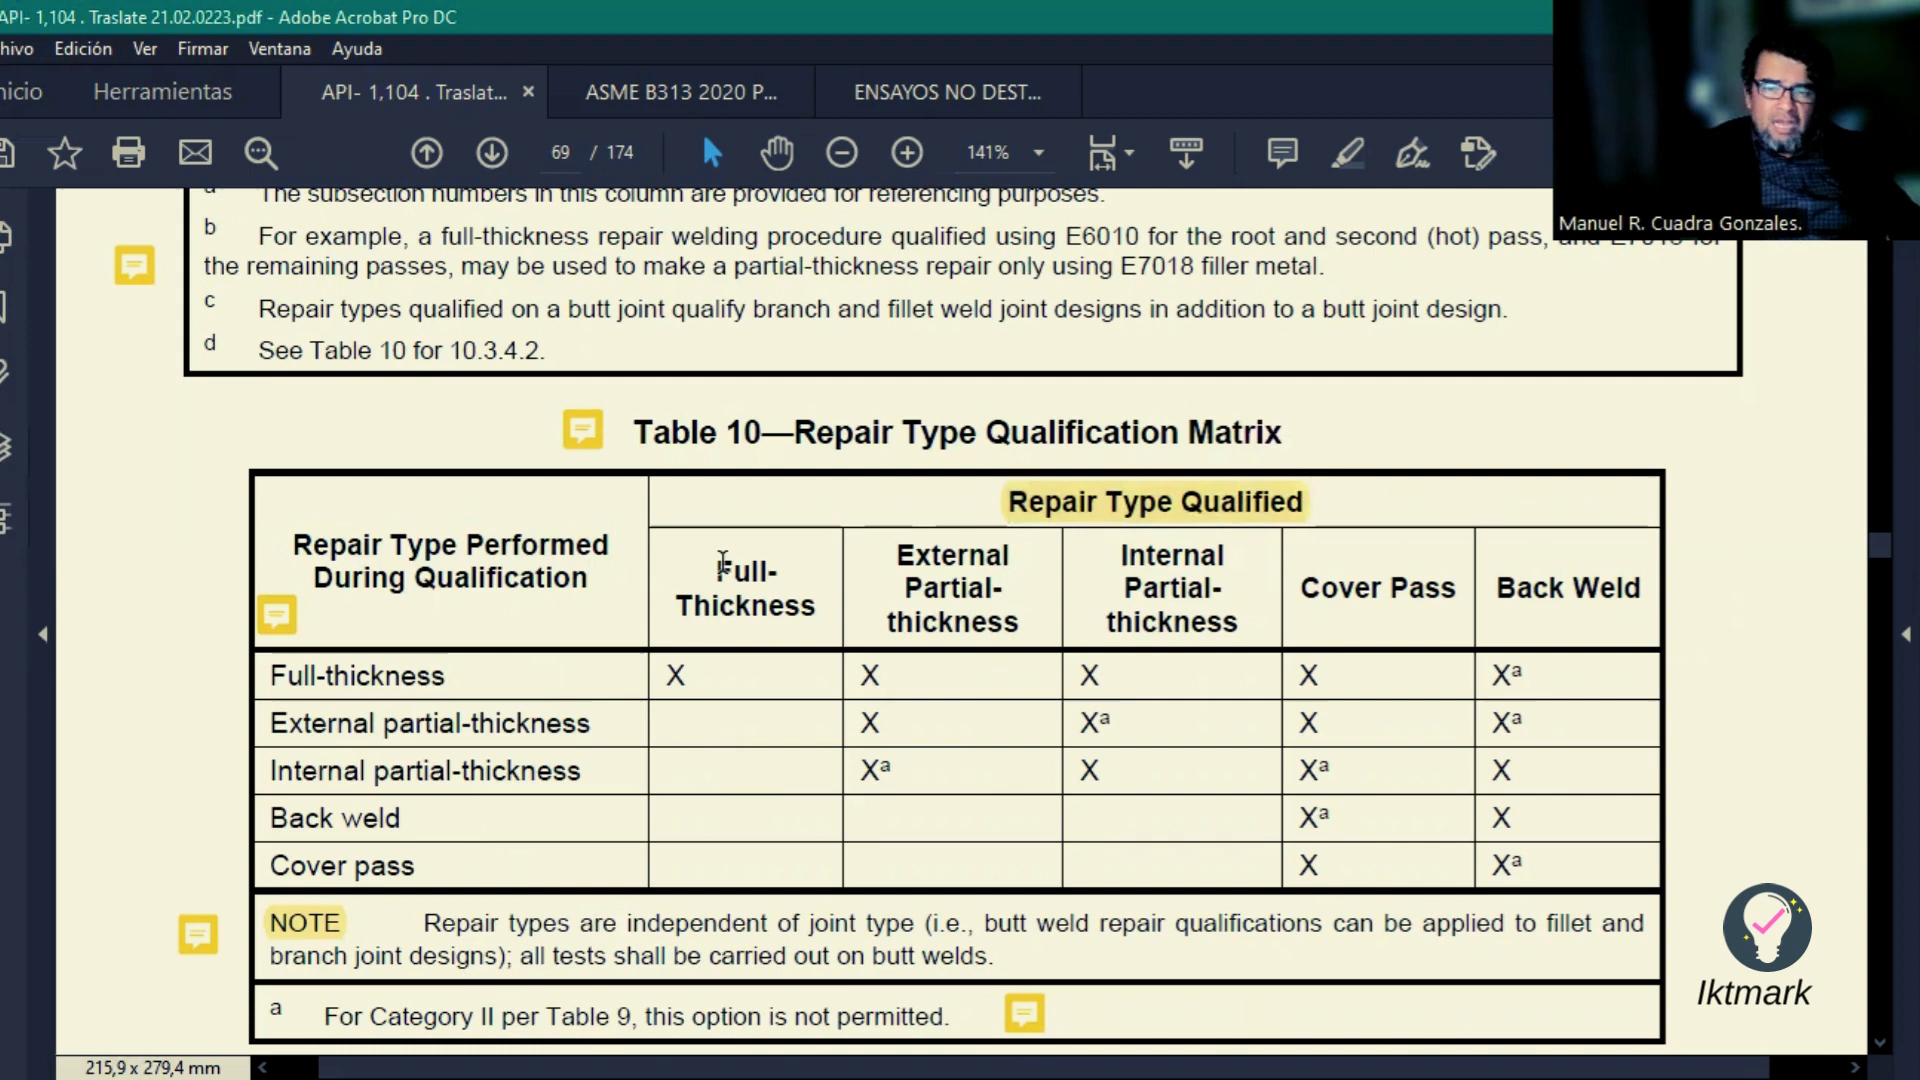 API- 1,104 . Traslate 21.02.0223.pdf - Adobe Acrobat Pro DC
hivo Edición Ver Firmar Ventana Ayuda
nicio Herramientas API- 1,104 . Traslat... × ASME B313 2020 P... ENSAYOS NO DEST...
69 / 174 141%
Manuel R. Cuadra Gonzales.
a The subsection numbers in this column are provided for referencing purposes.
b For example, a full-thickness repair welding procedure qualified using E6010 for the root and second (hot) pass,
the remaining passes, may be used to make a partial-thickness repair only using E7018 filler metal.
c Repair types qualified on a butt joint qualify branch and fillet weld joint designs in addition to a butt joint design.
d See Table 10 for 10.3.4.2.
Table 10—Repair Type Qualification Matrix
Repair Type Performed
During Qualification
Repair Type Qualified
Full-
Thickness
External
Partial-
thickness
Internal
Partial-
thickness
Cover Pass
Back Weld
Full-thickness X X X X Xa
External partial-thickness X Xa X Xa
Internal partial-thickness Xa X Xa X
Back weld Xa X
Cover pass X Xa
NOTE Repair types are independent of joint type (i.e., butt weld repair qualifications can be applied to fillet and
branch joint designs); all tests shall be carried out on butt welds.
a For Category II per Table 9, this option is not permitted.
Iktmark
215,9 x 279,4 mm